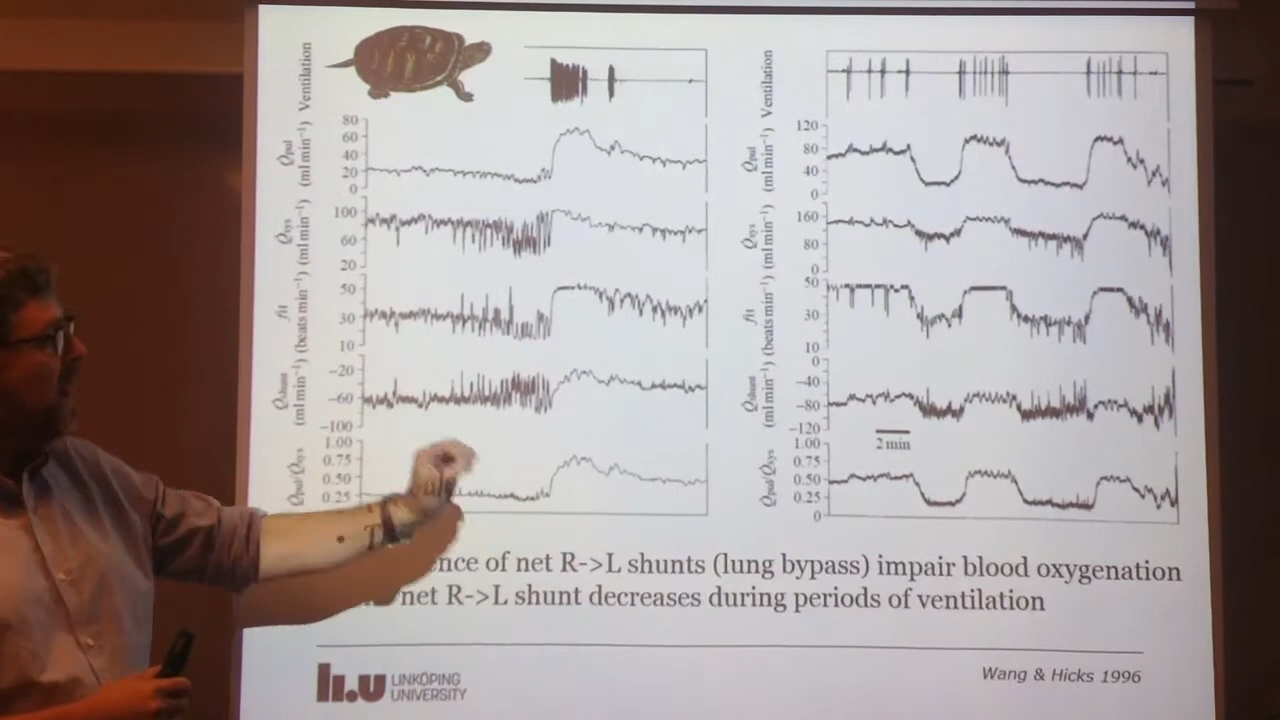 Ventilation
80
60
40
20
0
Q̇pul
(ml min⁻¹)
100
60
20
Q̇sys
(ml min⁻¹)
50
30
10
fH
(beats min⁻¹)
−20
−60
−100
Q̇shunt
(ml min⁻¹)
1.00
0.75
0.50
0.25
Q̇pul/Q̇sys
Ventilation
120
80
40
0
Q̇pul
(ml min⁻¹)
160
80
0
Q̇sys
(ml min⁻¹)
50
30
10
fH
(beats min⁻¹)
0
−40
−80
−120
Q̇shunt
(ml min⁻¹)
2 min
1.00
0.75
0.50
0.25
0
Q̇pul/Q̇sys
of net R->L shunts (lung bypass) impair blood oxygenation
net R->L shunt decreases during periods of ventilation
li.u LINKÖPING
UNIVERSITY
Wang & Hicks 1996